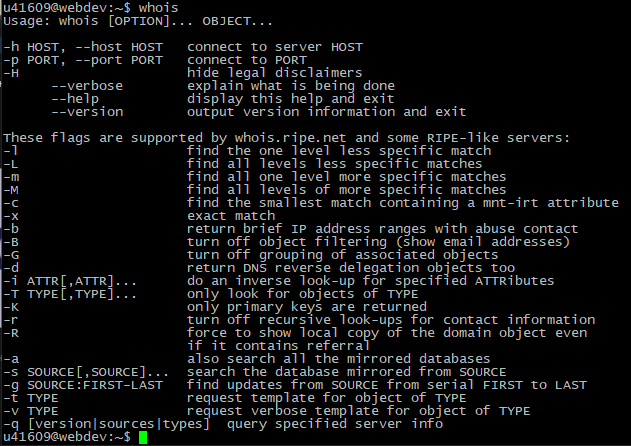 u41609@webdev:~$ whois
Usage: whois [OPTION]... OBJECT...

-h HOST, --host HOST   connect to server HOST
-p PORT, --port PORT   connect to PORT
-H                     hide legal disclaimers
      --verbose        explain what is being done
      --help           display this help and exit
      --version        output version information and exit

These flags are supported by whois.ripe.net and some RIPE-like servers:
-l                     find the one level less specific match
-L                     find all levels less specific matches
-m                     find all one level more specific matches
-M                     find all levels of more specific matches
-c                     find the smallest match containing a mnt-irt attribute
-x                     exact match
-b                     return brief IP address ranges with abuse contact
-B                     turn off object filtering (show email addresses)
-G                     turn off grouping of associated objects
-d                     return DNS reverse delegation objects too
-i ATTR[,ATTR]...      do an inverse look-up for specified ATTRibutes
-T TYPE[,TYPE]...      only look for objects of TYPE
-K                     only primary keys are returned
-r                     turn off recursive look-ups for contact information
-R                     force to show local copy of the domain object even
                       if it contains referral
-a                     also search all the mirrored databases
-s SOURCE[,SOURCE]...  search the database mirrored from SOURCE
-g SOURCE:FIRST-LAST   find updates from SOURCE from serial FIRST to LAST
-t TYPE                request template for object of TYPE
-v TYPE                request verbose template for object of TYPE
-q [version|sources|types]  query specified server info
u41609@webdev:~$